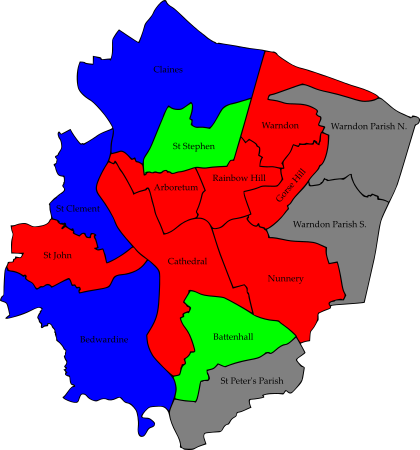 Claines
Warndon
Warndon Parish N.
St Stephen
Rainbow Hill
Arboretum
Gorse Hill
St Clement
Warndon Parish S.
St John
Cathedral
Nunnery
Battenhall
Bedwardine
St Peter's Parish